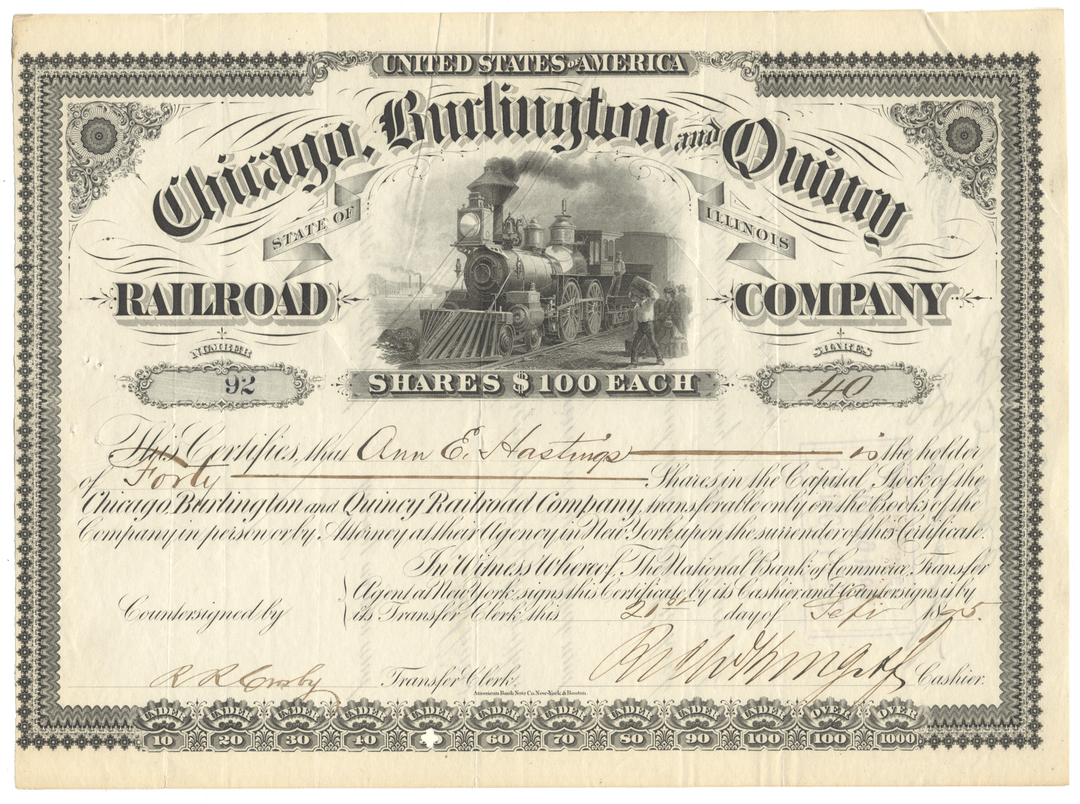 UNITED STATES OF AMERICA
Chicago, Burlington and Quincy
STATE OF ILLINOIS
RAILROAD COMPANY
NUMBER SHARES
92 40
SHARES $100 EACH
This Certifies, that Ann E. Hastings is the holder
of Forty Shares in the Capital Stock of the
Chicago, Burlington and Quincy Railroad Company, transferable only on the Books of the
Company in person or by Attorney at their Agency in New York, upon the surrender of this Certificate.
In Witness Whereof, The National Bank of Commerce, Transfer
Agent at New York, signs this Certificate by its Cashier and Countersigns it by
Countersigned by its Transfer Clerk, this 21st day of Sept 1875.
R R Crosby Transfer Clerk. Cashier.
American Bank Note Co. New-York & Boston.
UNDER UNDER UNDER UNDER UNDER UNDER UNDER UNDER UNDER OVER OVER
10 20 30 40 60 70 80 90 100 100 1000